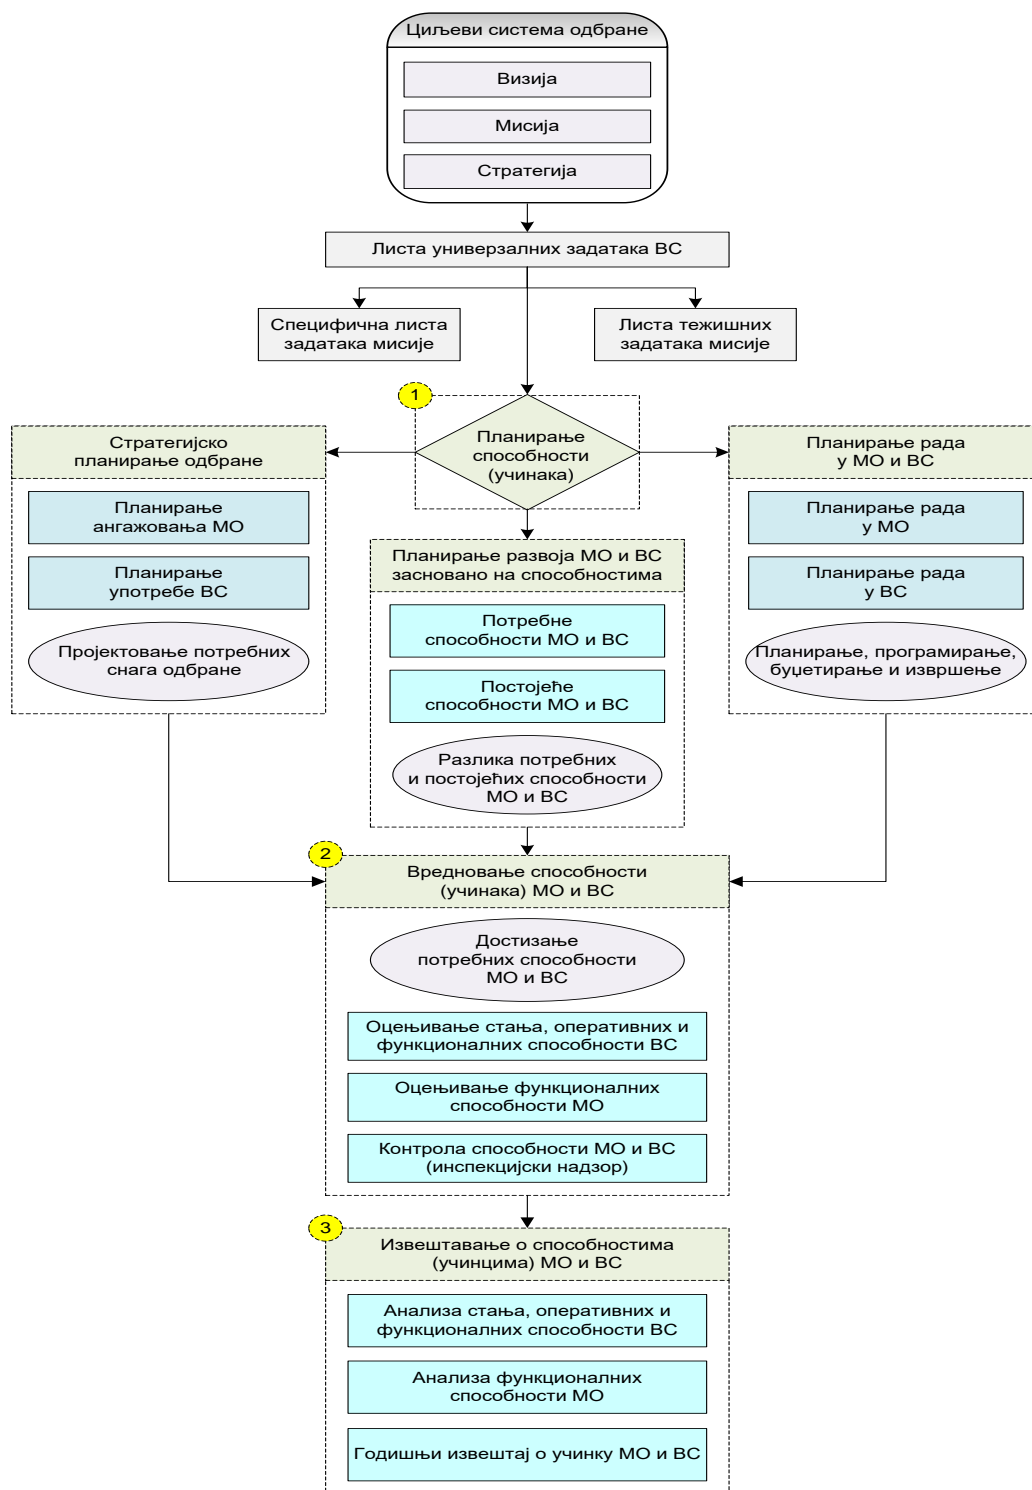 Циљеви система одбране
Визија
Мисија
Стратегија
Листа универзалних задатака ВС
Специфична листа
задатака мисије
Листа тежишних
задатака мисије
1
Планирање
способности
(учинака)
Стратегијско
планирање одбране
Планирање
ангажовања МО
Планирање
употребе ВС
Пројектовање потребних
снага одбране
Планирање развоја МО и ВС
засновано на способностима
Потребне
способности МО и ВС
Постојеће
способности МО и ВС
Разлика потребних
и постојећих способности
МО и ВС
Планирање рада
у МО и ВС
Планирање рада
у МО
Планирање рада
у ВС
Планирање, програмирање,
буџетирање и извршење
2
Вредновање способности
(учинака) МО и ВС
Достизање
потребних способности
МО и ВС
Оцењивање стања, оперативних и
функционалних способности ВС
Оцењивање функционалних
способности МО
Контрола способности МО и ВС
(инспекцијски надзор)
3
Извештавање о способностима
(учинцима) МО и ВС
Анализа стања, оперативних и
функционалних способности ВС
Анализа функционалних
способности МО
Годишњи извештај о учинку МО и ВС